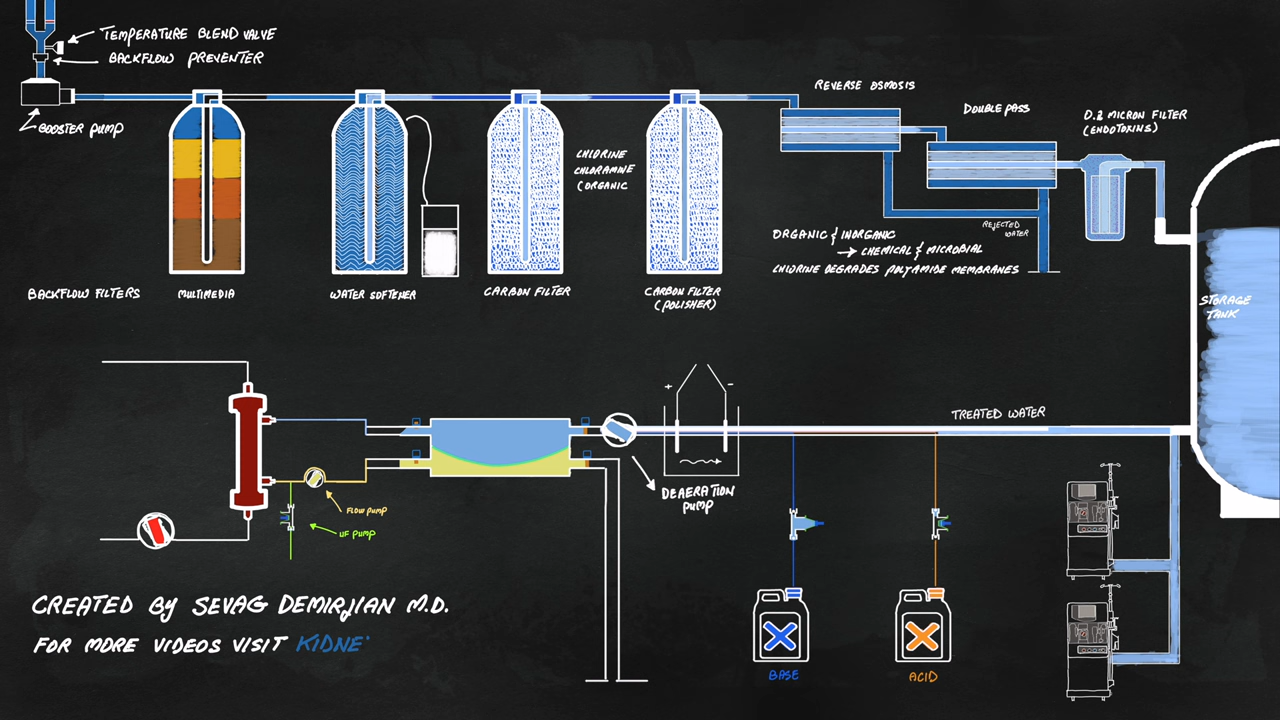 TEMPERATURE BLEND VALVE
BACKFLOW PREVENTER
BOOSTER PUMP
REVERSE OSMOSIS
DOUBLE PASS
0.2 MICRON FILTER
(ENDOTOXINS)
CHLORINE
CHLORAMINE
(ORGANIC
REJECTED
WATER
ORGANIC & INORGANIC
→ CHEMICAL & MICROBIAL
CHLORINE DEGRADES POLYAMIDE MEMBRANES
BACKFLOW FILTERS
MULTIMEDIA
WATER SOFTENER
CARBON FILTER
CARBON FILTER
(POLISHER)
STORAGE
TANK
TREATED WATER
+
-
DEAERATION
PUMP
FLOW PUMP
UF PUMP
BASE
ACID
CREATED By SEVAG DEMIRJIAN M.D.
FOR MORE VIDEOS VISIT KIDNE